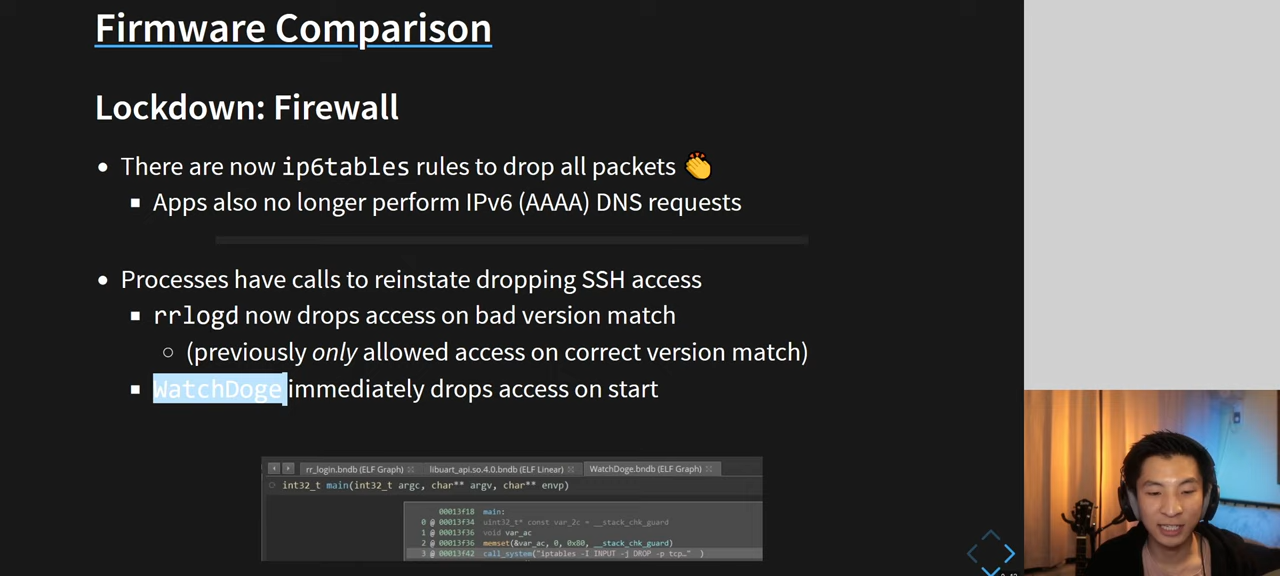 Firmware Comparison
Lockdown: Firewall
There are now ip6tables rules to drop all packets 👏
Apps also no longer perform IPv6 (AAAA) DNS requests
Processes have calls to reinstate dropping SSH access
rrlogd now drops access on bad version match
(previously only allowed access on correct version match)
WatchDoge immediately drops access on start
rr_login.bndb (ELF Graph) libuart_api.so.4.0.bndb (ELF Linear) WatchDoge.bndb (ELF Graph)
int32_t main(int32_t argc, char** argv, char** envp)
00013f18 main:
0 @ 00013f34 uint32_t* const var_2c = __stack_chk_guard
1 @ 00013f36 void var_ac
2 @ 00013f36 memset(&var_ac, 0, 0x80, __stack_chk_guard)
3 @ 00013f42 call_system("iptables -I INPUT -j DROP -p tcp…" )